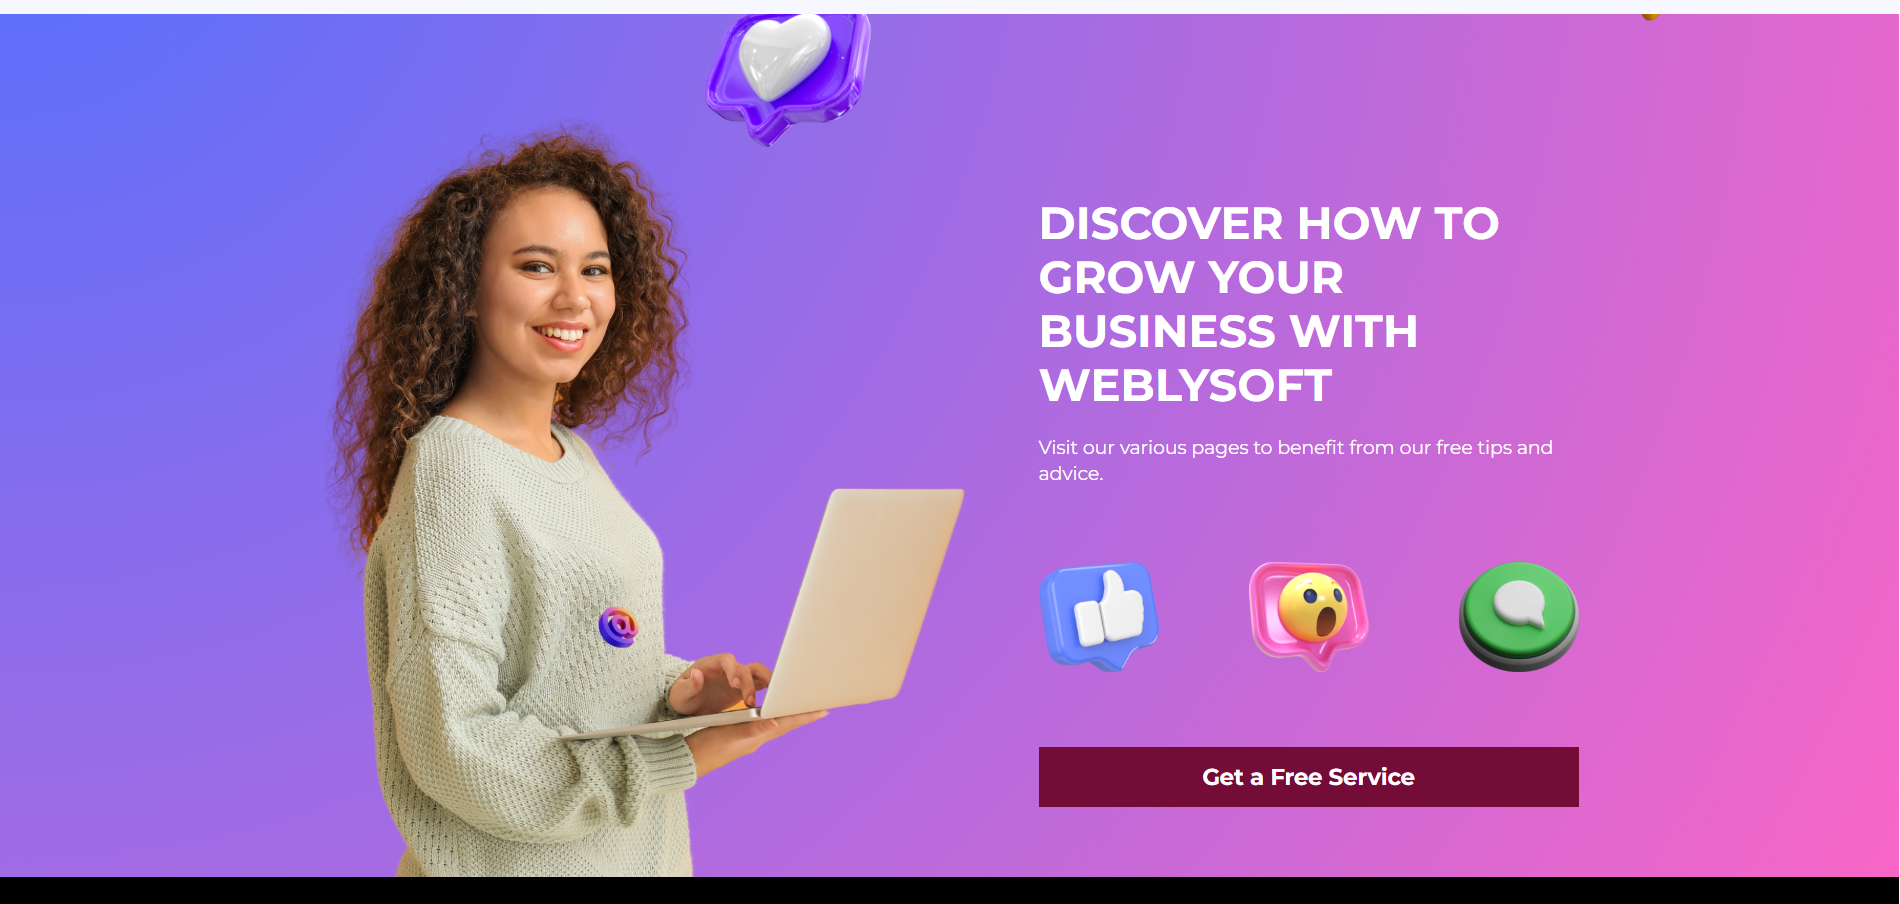 DISCOVER HOW TO
GROW YOUR
BUSINESS WITH
WEBLYSOFT
Visit our various pages to benefit from our free tips and
advice.
Get a Free Service